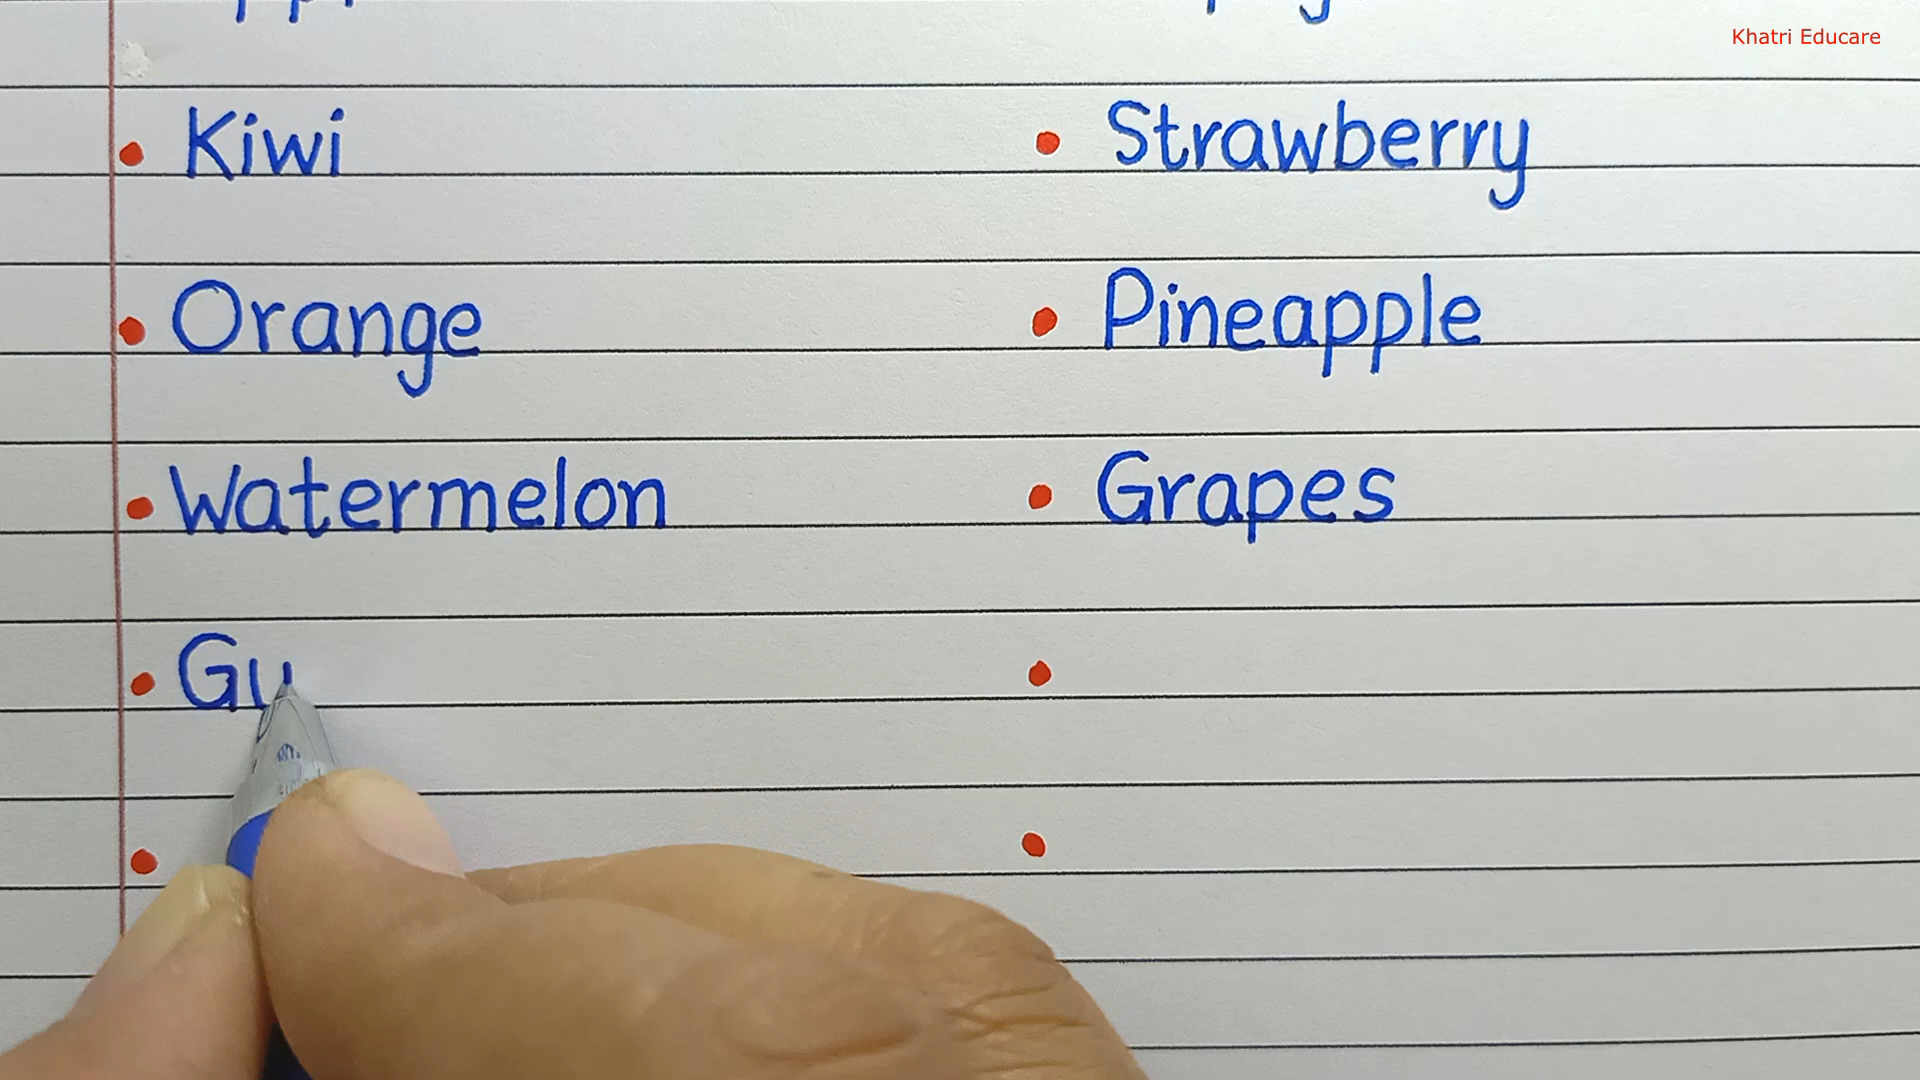 Khatri Educare
Kiwi Strawberry
Orange Pineapple
Watermelon Grapes
Gu